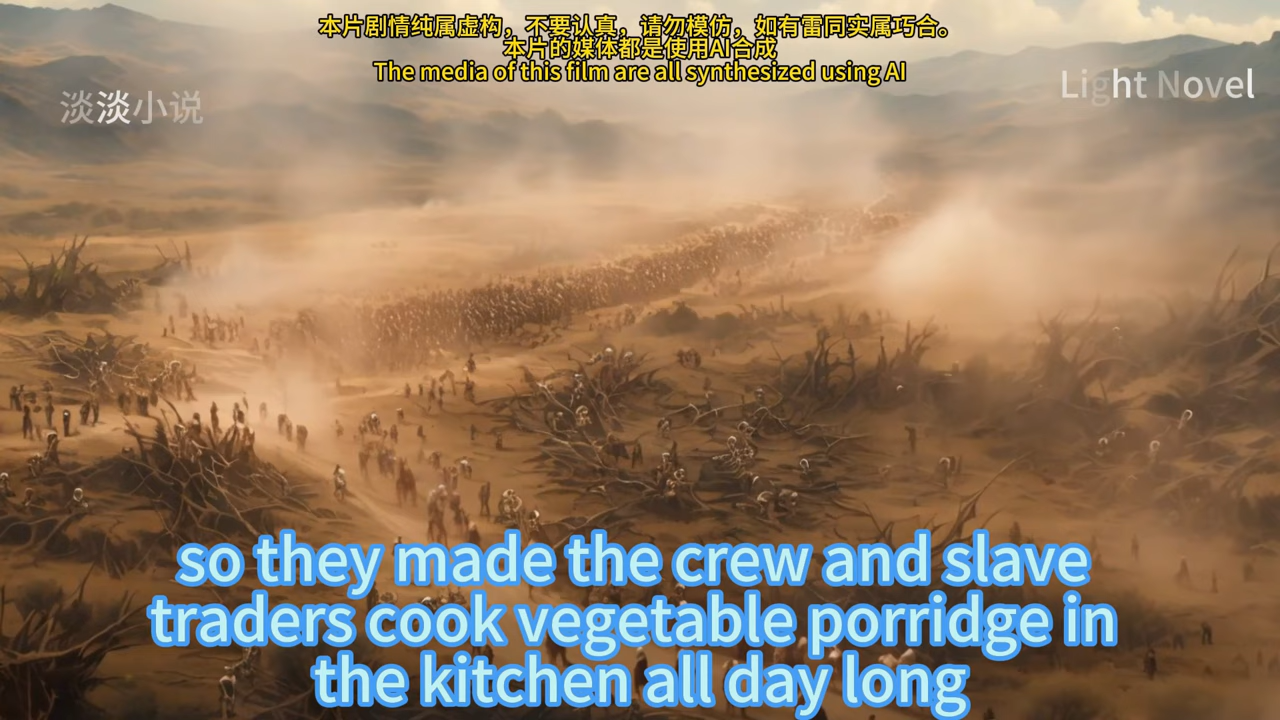 本片剧情纯属虚构，不要认真，请勿模仿，如有雷同实属巧合。
本片的媒体都是使用AI合成
The media of this film are all synthesized using AI
淡淡小说
Light Novel
so they made the crew and slave
traders cook vegetable porridge in
the kitchen all day long